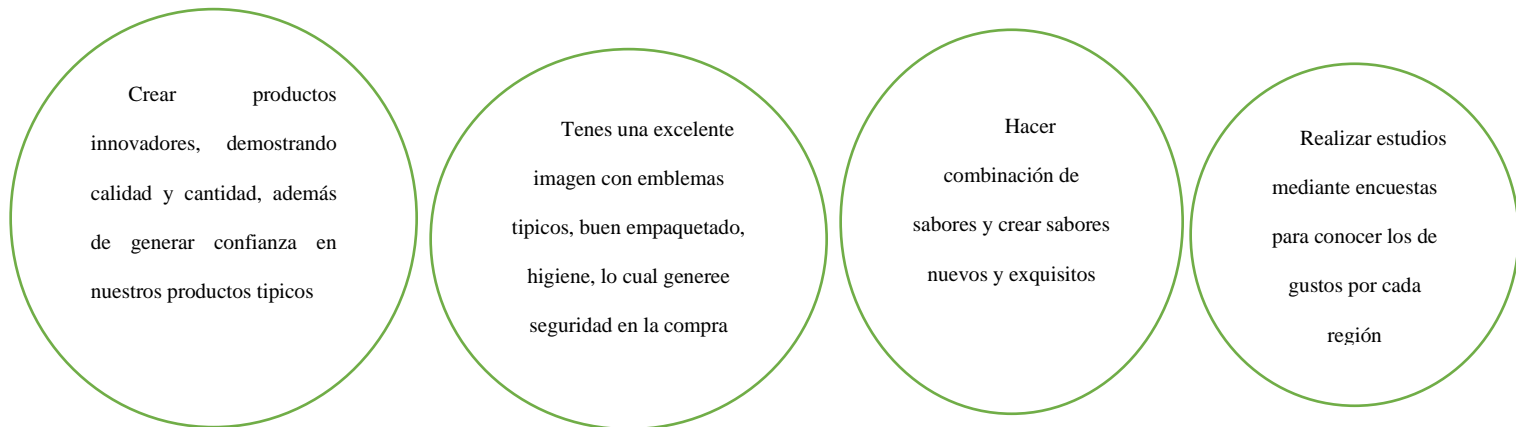 Crear productos
innovadores, demostrando
calidad y cantidad, además
de generar confianza en
nuestros productos tipicos
Tenes una excelente
imagen con emblemas
tipicos, buen empaquetado,
higiene, lo cual generee
seguridad en la compra
Hacer
combinación de
sabores y crear sabores
nuevos y exquisitos
Realizar estudios
mediante encuestas
para conocer los de
gustos por cada
región